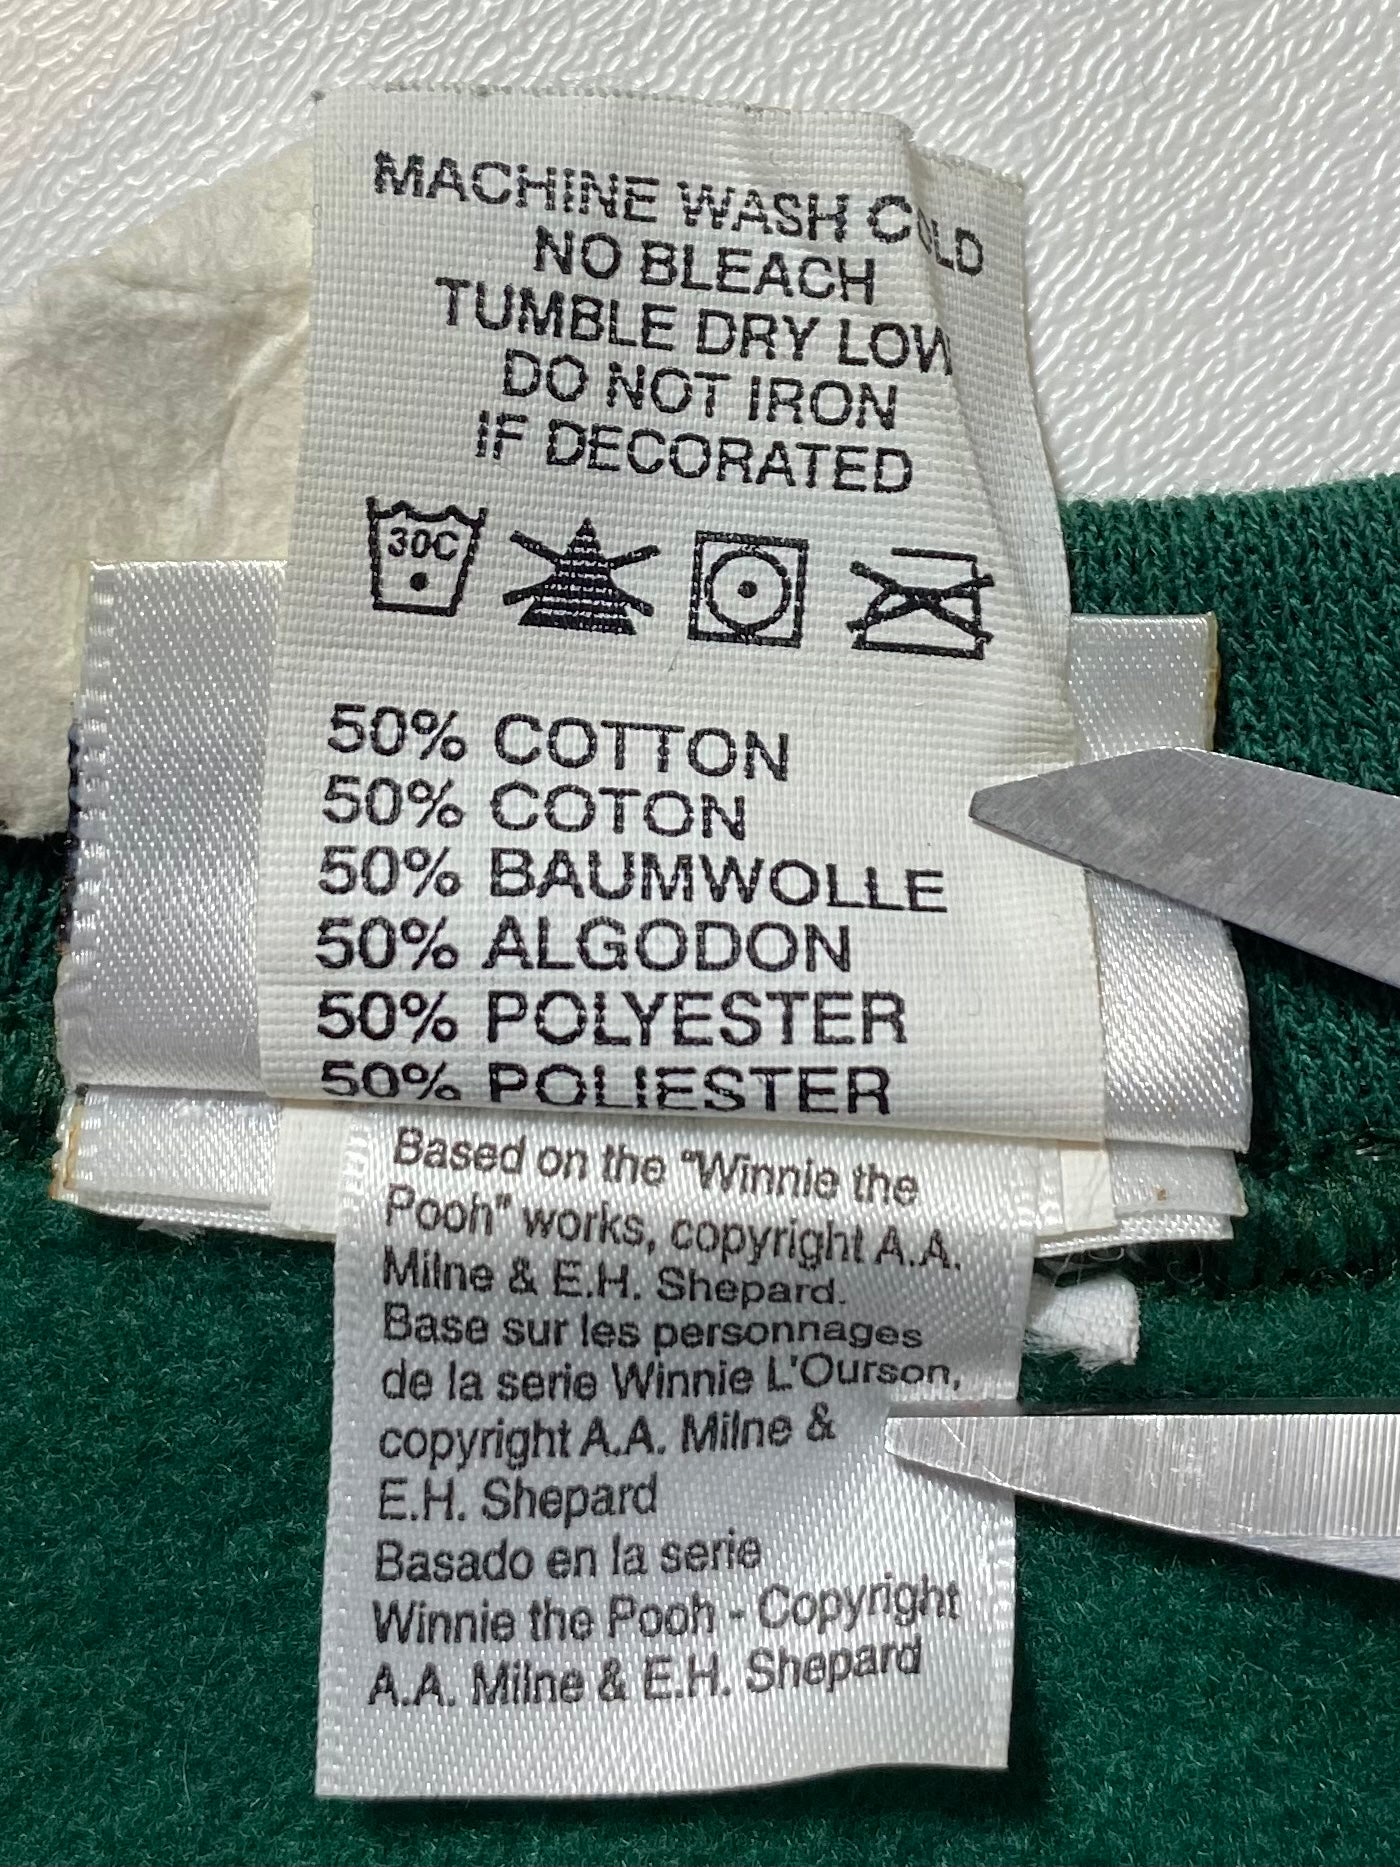 MACHINE WASH COLD
NO BLEACH
TUMBLE DRY LOW
DO NOT IRON
IF DECORATED
30C
50% COTTON
50% COTON
50% BAUMWOLLE
50% ALGODON
50% POLYESTER
50% POLIESTER
Based on the "Winnie the
Pooh" works, copyright A.A.
Milne & E.H. Shepard.
Base sur les personnages
de la serie Winnie L'Ourson,
copyright A.A. Milne &
E.H. Shepard
Basado en la serie
Winnie the Pooh - Copyright
A.A. Milne & E.H. Shepard